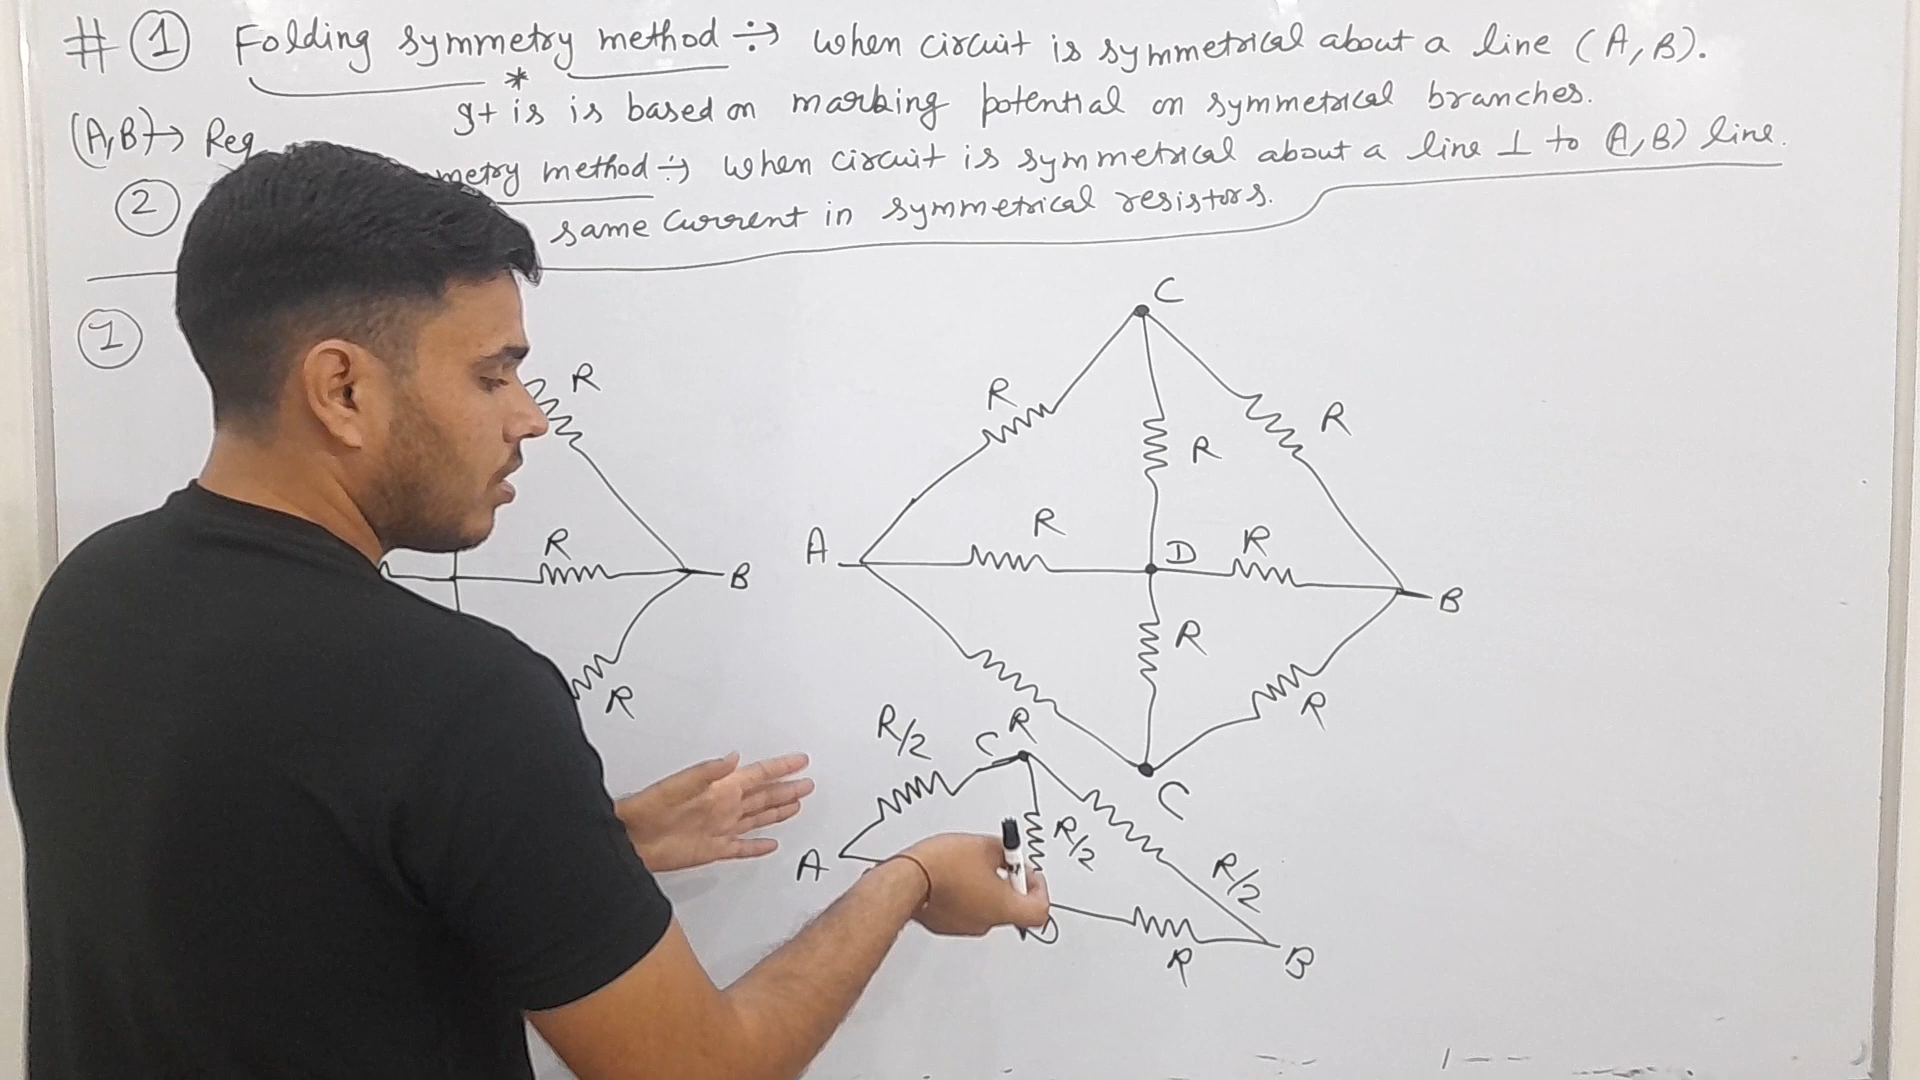 # ① Folding symmetry method ÷> When circuit is symmetrical about a line (A, B).
*
It is is based on marking potential on symmetrical branches.
(A,B) → Req
② metry method ÷> When circuit is symmetrical about a line ⊥ to (A, B) line.
same current in symmetrical resistors.
①
C
R
R
R
R
R
R
A
D
R
B
B
R
R
R
R
C
R/2
C
R/2
R/2
A
D
R
B